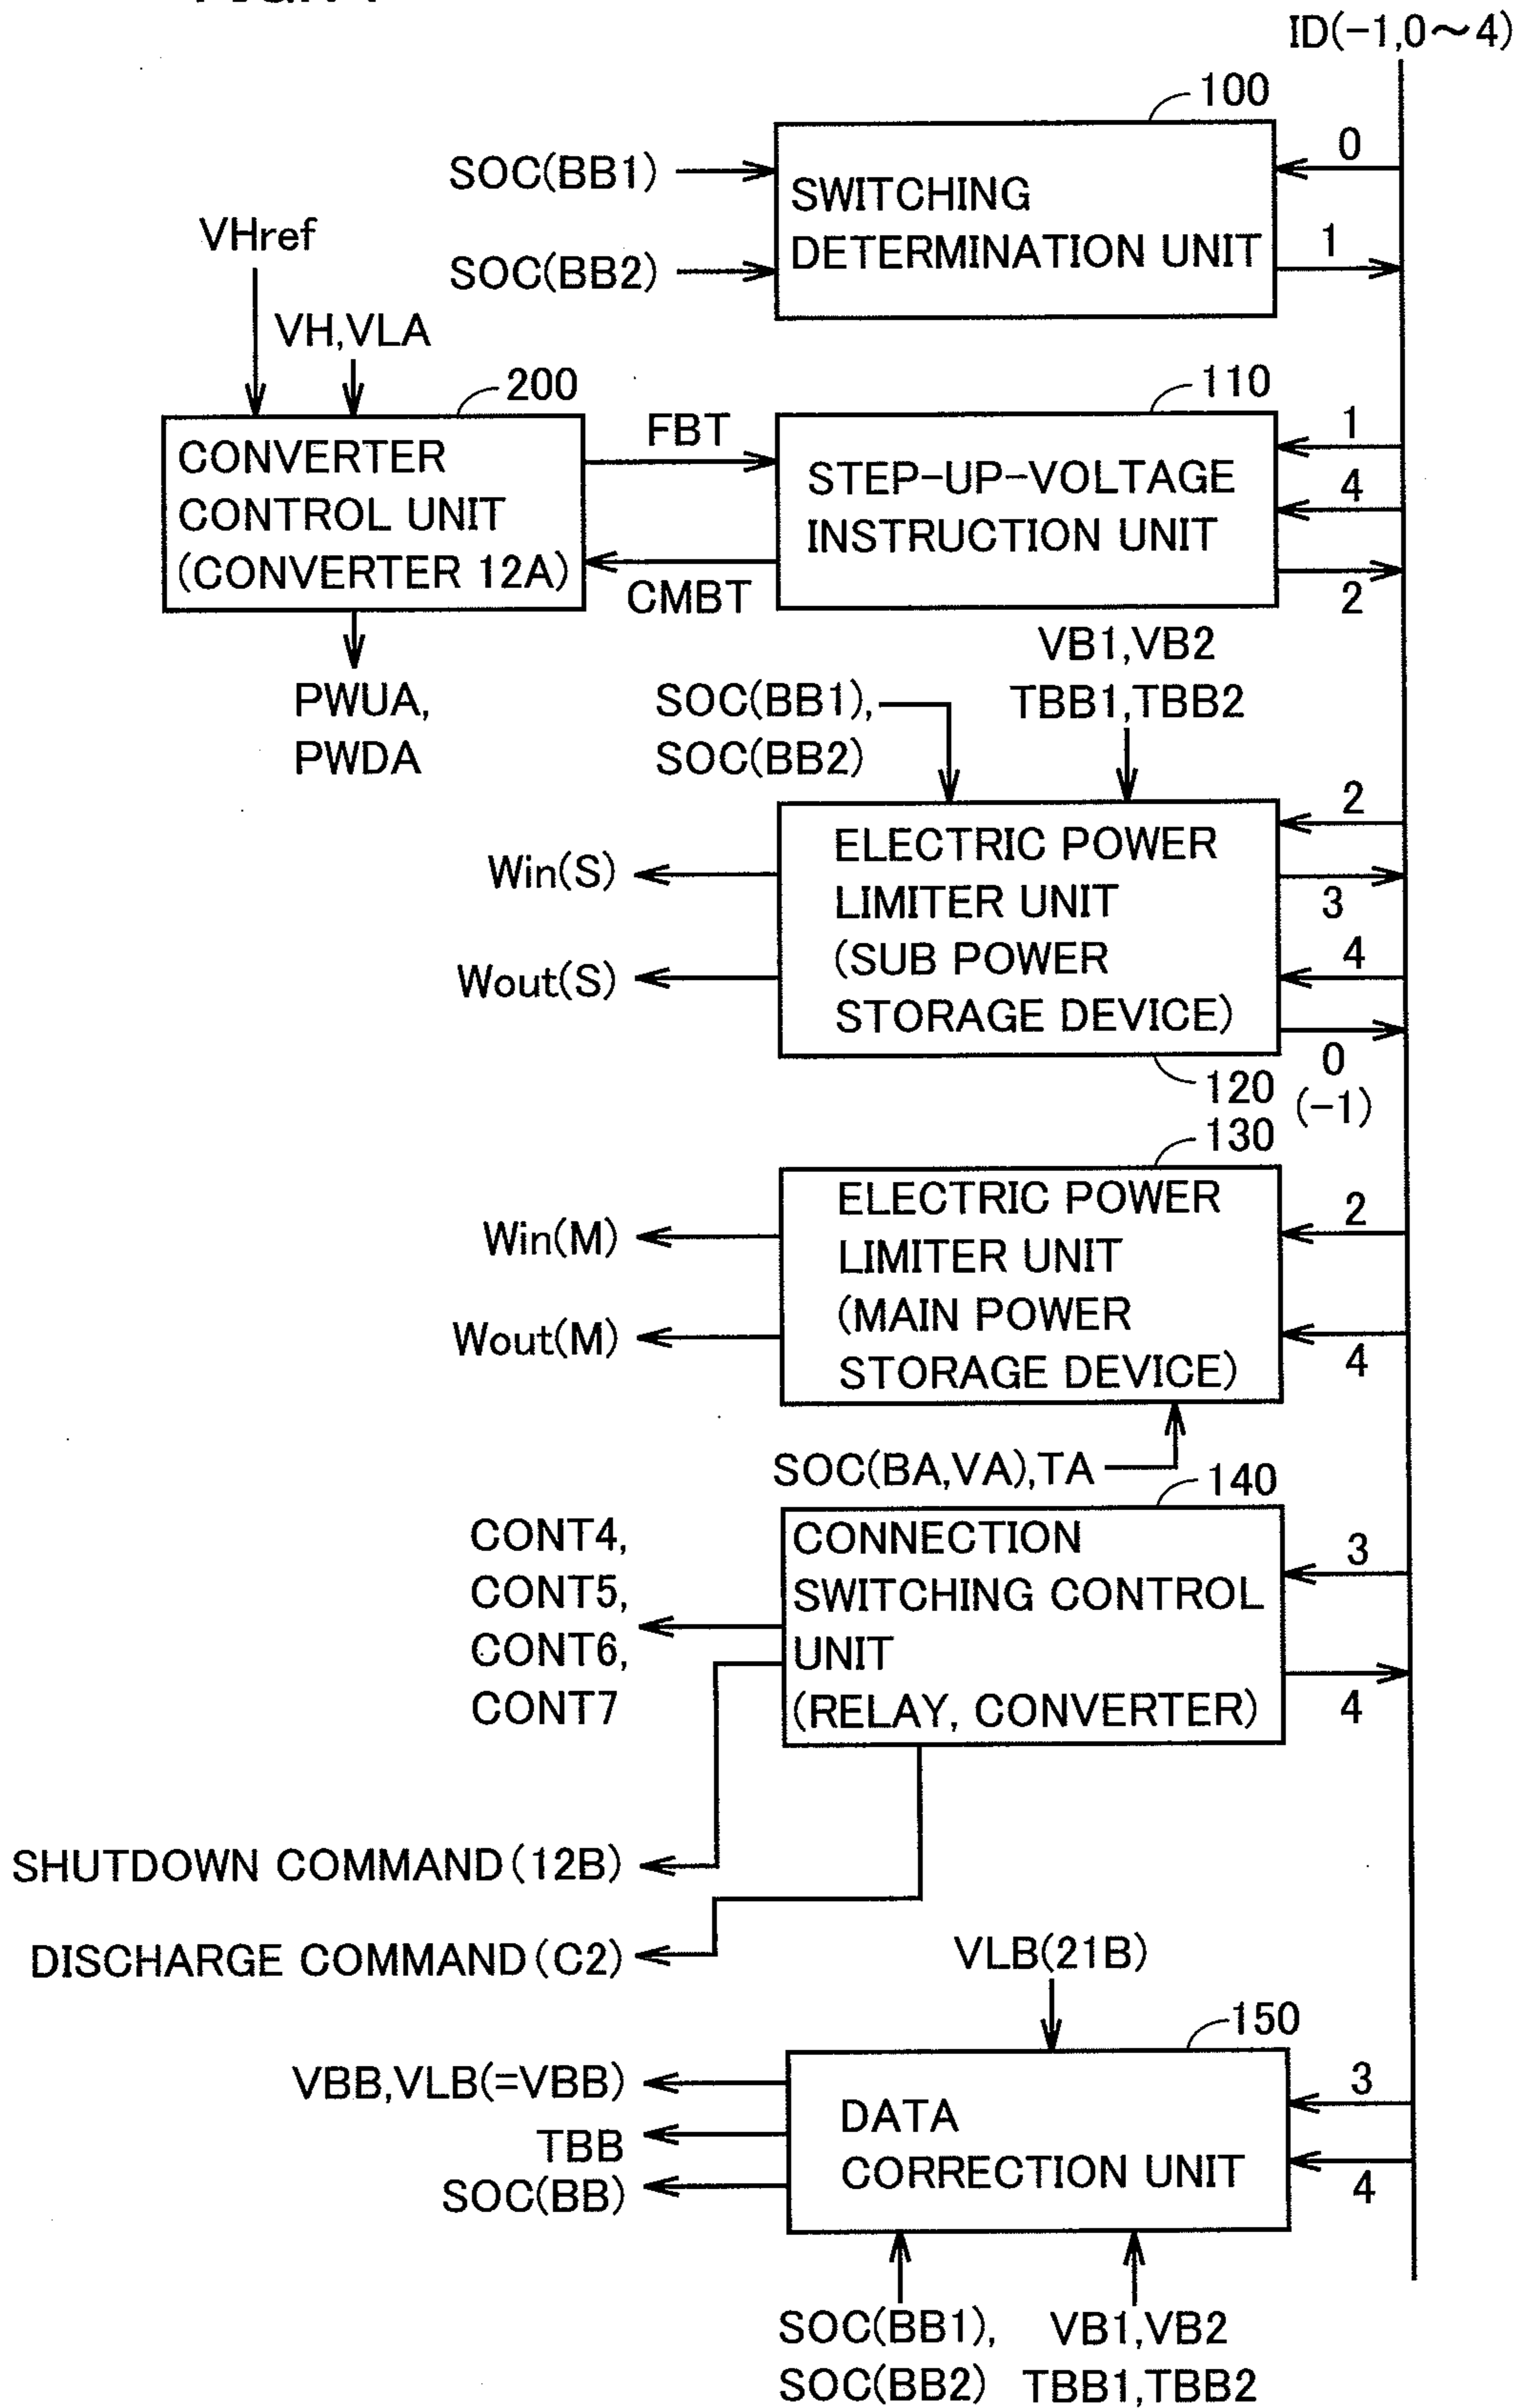 ID(-1,0~4)
100
SOC(BB1)
SOC(BB2)
SWITCHING
DETERMINATION UNIT
0
1
VHref
VH,VLA
200
CONVERTER
CONTROL UNIT
(CONVERTER 12A)
FBT
CMBT
PWUA,
PWDA
110
STEP-UP-VOLTAGE
INSTRUCTION UNIT
1
4
2
SOC(BB1),
SOC(BB2)
VB1,VB2
TBB1,TBB2
Win(S)
Wout(S)
ELECTRIC POWER
LIMITER UNIT
(SUB POWER
STORAGE DEVICE)
2
3
4
0
(-1)
120
130
Win(M)
Wout(M)
ELECTRIC POWER
LIMITER UNIT
(MAIN POWER
STORAGE DEVICE)
2
4
SOC(BA,VA),TA
140
CONT4,
CONT5,
CONT6,
CONT7
CONNECTION
SWITCHING CONTROL
UNIT
(RELAY, CONVERTER)
3
4
SHUTDOWN COMMAND(12B)
DISCHARGE COMMAND(C2)
VLB(21B)
150
VBB,VLB(=VBB)
TBB
SOC(BB)
DATA
CORRECTION UNIT
3
4
SOC(BB1),
SOC(BB2)
VB1,VB2
TBB1,TBB2